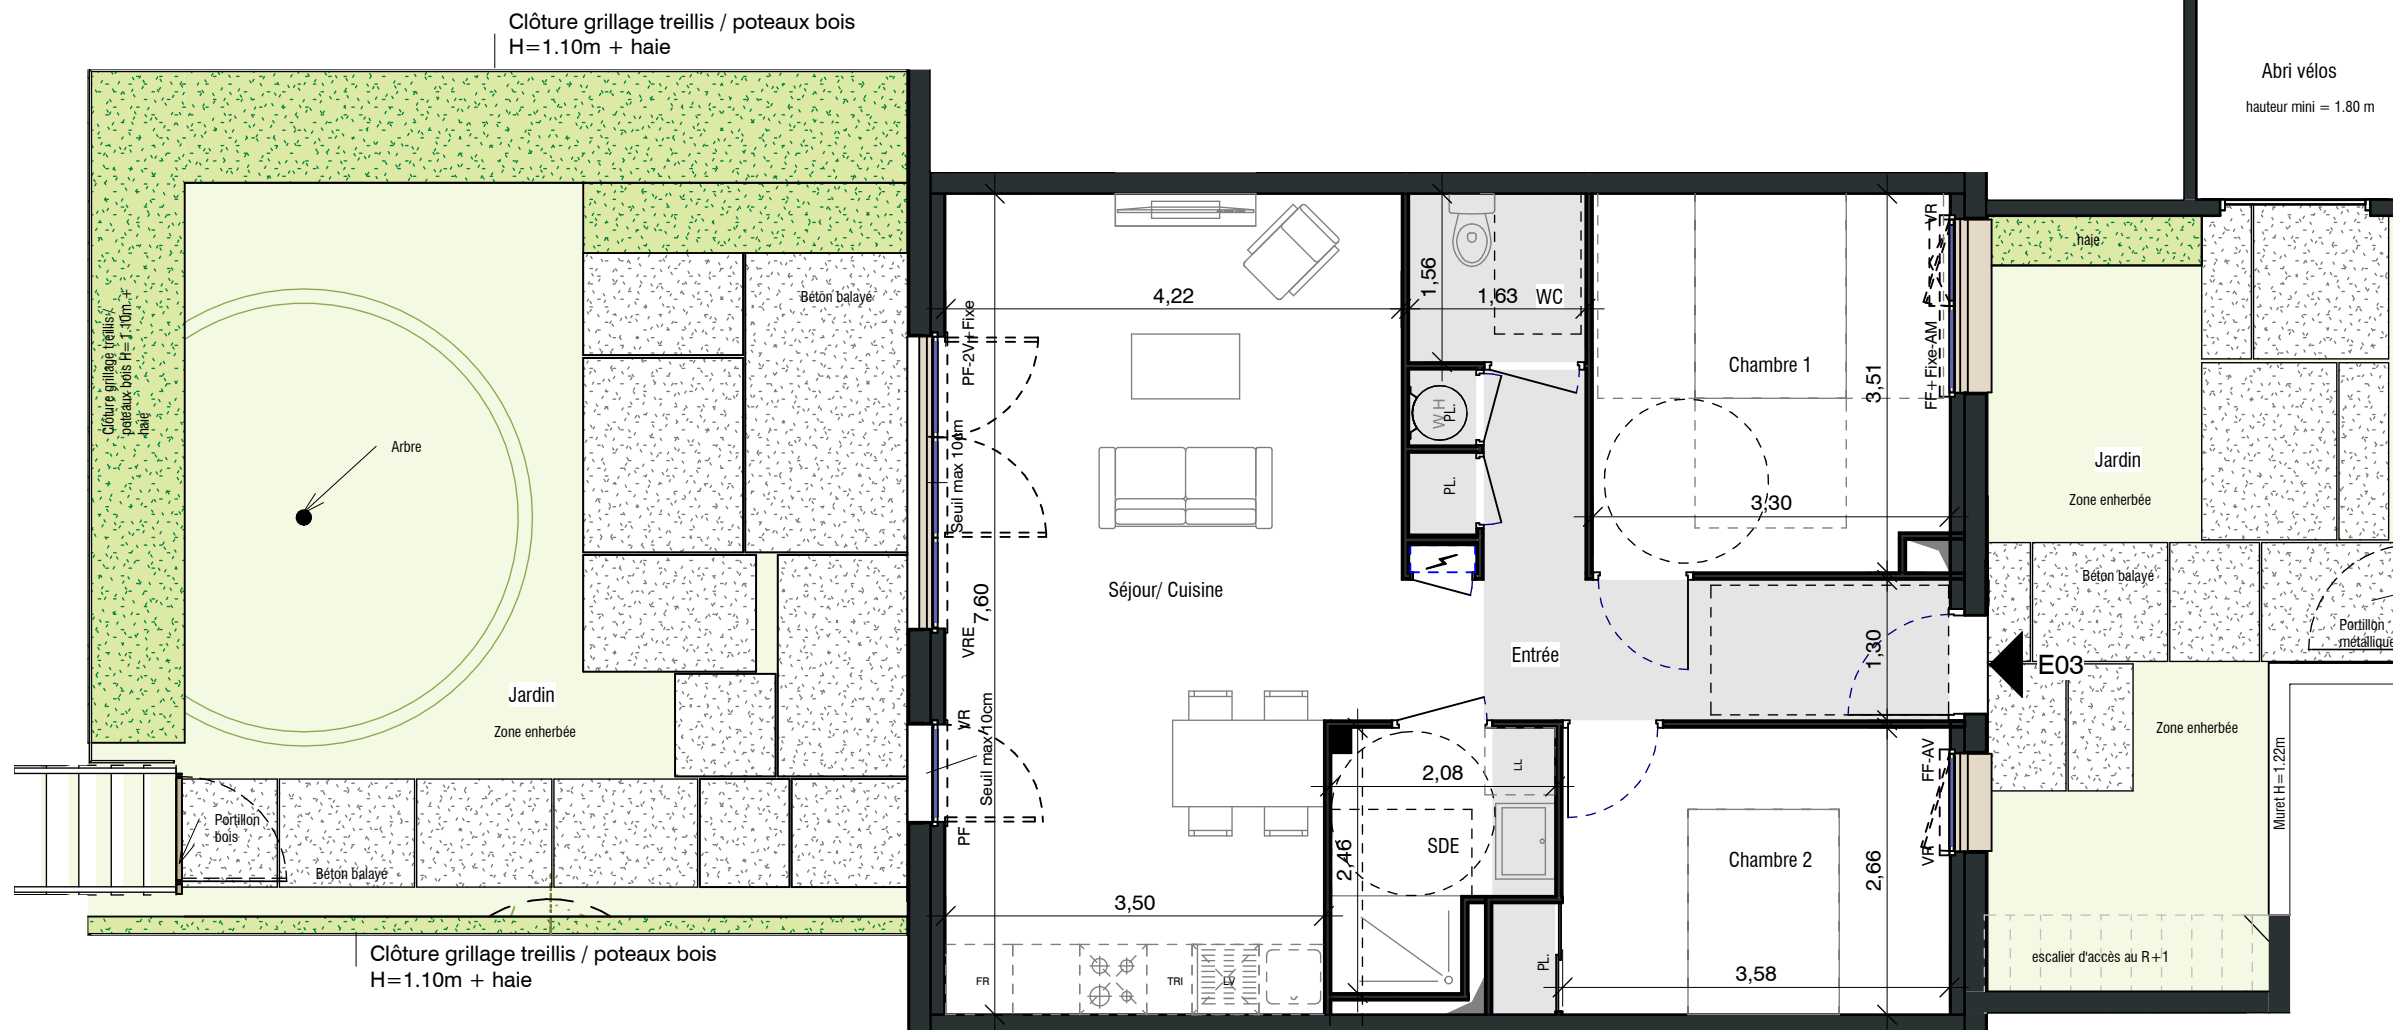 Clôture grillage treillis / poteaux bois
H=1.10m + haie
Abri vélos
hauteur mini = 1.80 m
Clôture grillage treillis /
poteaux bois H=1.10m +
haie
Béton balayé
Arbre
Jardin
Zone enherbée
Portillon
bois
Béton balayé
Clôture grillage treillis / poteaux bois
H=1.10m + haie
PF-2V+Fixe
Seuil max 10cm
VRE
7,60
VR
Seuil max 10cm
PF
4,22
Séjour/ Cuisine
3,50
FR
TRI
LV
1,56
1,63
WC
W.H
PL.
PL.
Entrée
2,08
LL
2,46
SDE
PL.
Chambre 1
3,51
3,30
VR
FF+Fixe-AM
1,30
Chambre 2
2,66
3,58
FF-AV
VR
haie
Jardin
Zone enherbée
Béton balayé
Portillon
métallique
E03
Zone enherbée
Muret H=1.22m
escalier d'accès au R+1